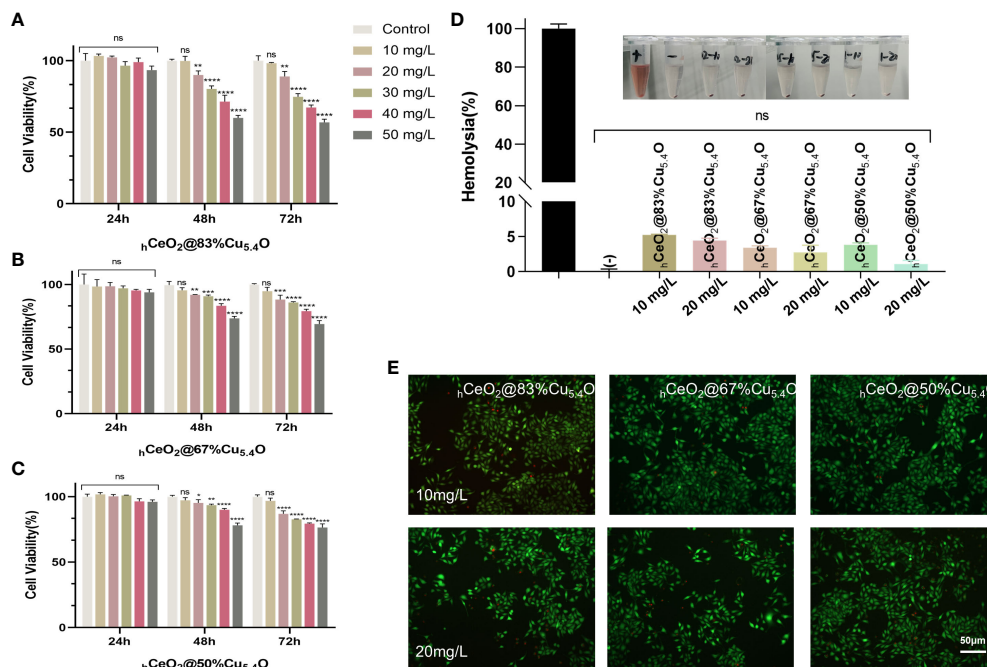 A
ns
ns
**
****
****
****
ns
**
****
****
****
100
50
0
Cell Viability(%)
24h
48h
72h
hCeO₂@83%Cu₅.₄O
Control
10 mg/L
20 mg/L
30 mg/L
40 mg/L
50 mg/L
B
ns
ns
**
***
****
****
ns
***
****
****
****
100
50
0
Cell Viability(%)
24h
48h
72h
hCeO₂@67%Cu₅.₄O
C
ns
ns
*
**
****
****
ns
****
****
****
****
100
50
0
Cell Viability(%)
24h
48h
72h
hCeO₂@50%Cu₅.₄O
D
100
80
60
40
20
10
5
0
Hemolysia(%)
+
−
ns
(-)
hCeO₂@83%Cu₅.₄O
hCeO₂@83%Cu₅.₄O
hCeO₂@67%Cu₅.₄O
hCeO₂@67%Cu₅.₄O
hCeO₂@50%Cu₅.₄O
hCeO₂@50%Cu₅.₄O
10 mg/L
20 mg/L
10 mg/L
20 mg/L
10 mg/L
20 mg/L
E
hCeO₂@83%Cu₅.₄O
hCeO₂@67%Cu₅.₄O
hCeO₂@50%Cu₅.₄O
10mg/L
20mg/L
50μm